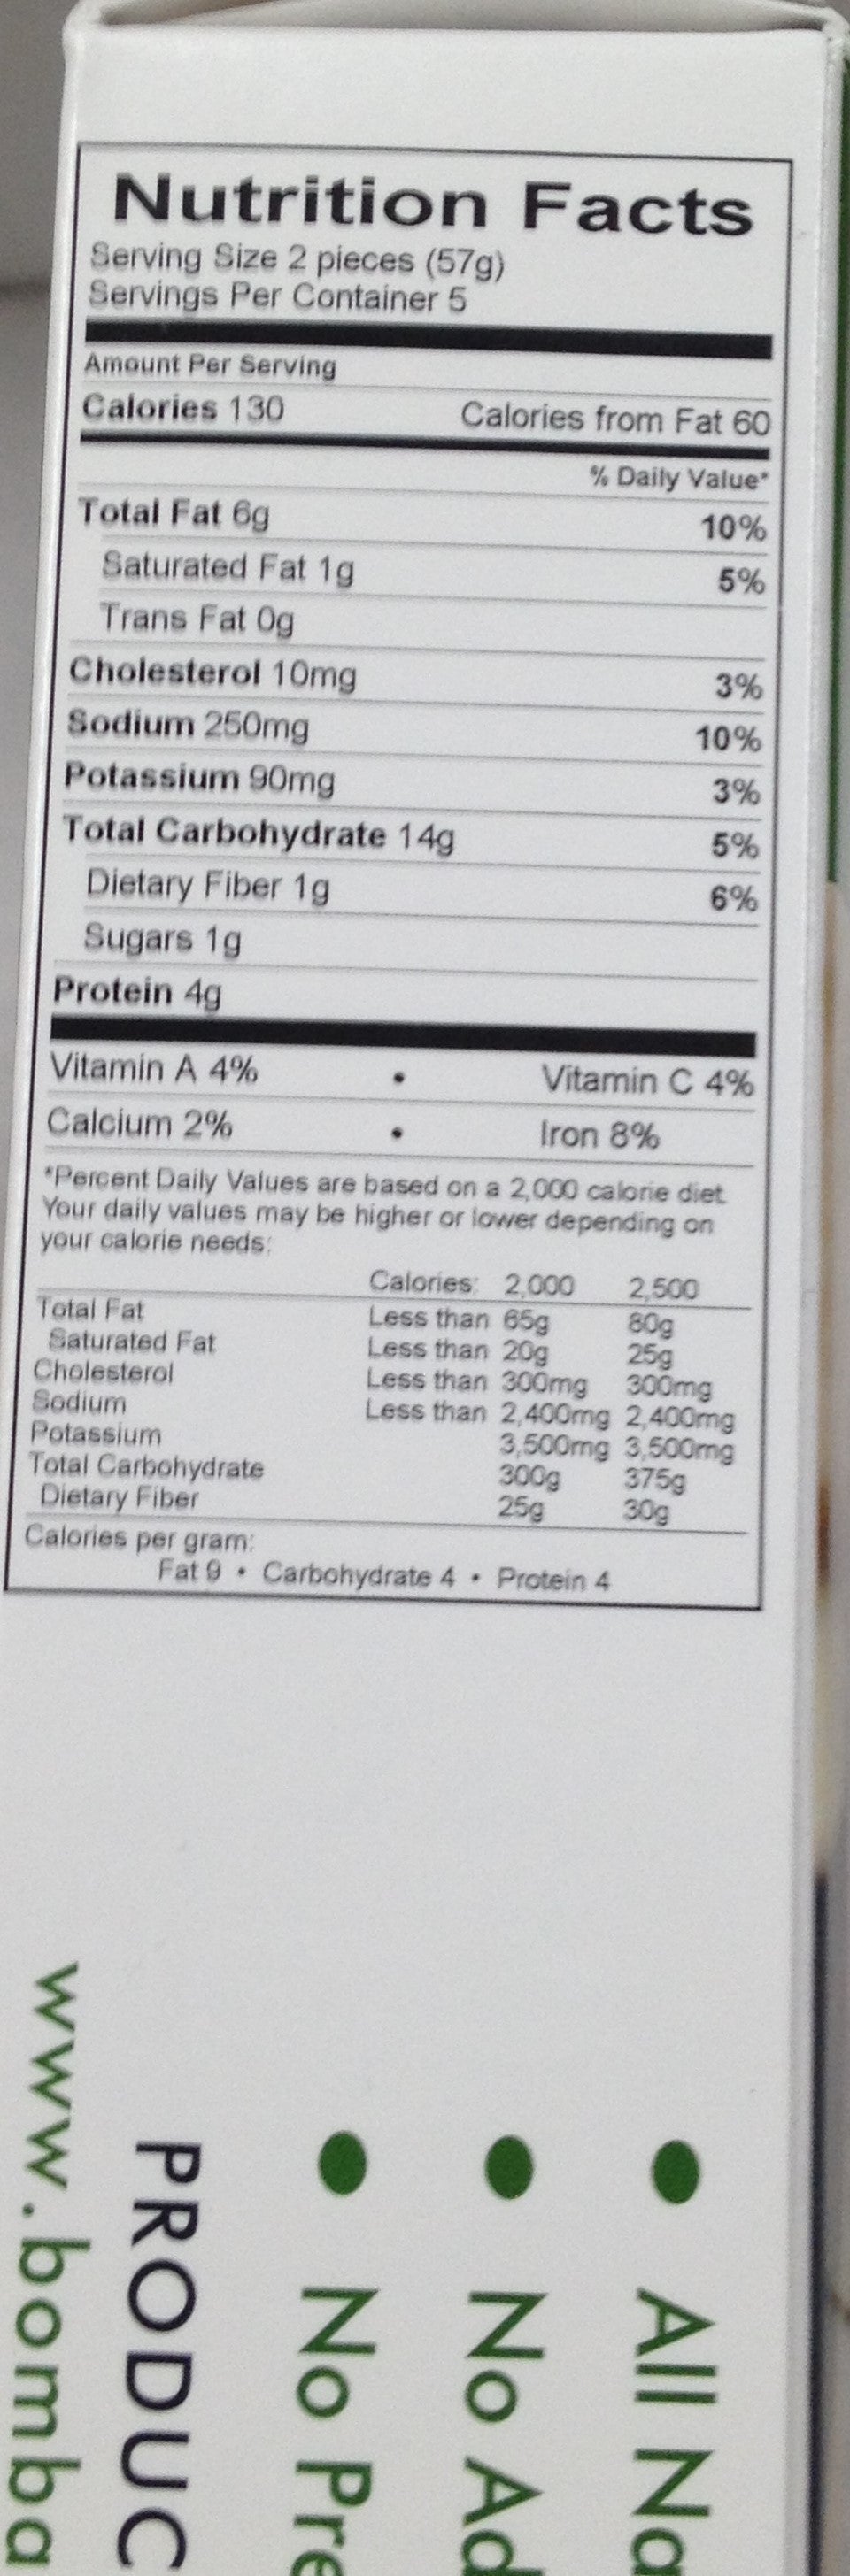 Nutrition Facts
Serving Size 2 pieces (57g)
Servings Per Container 5
Amount Per Serving
Calories 130 Calories from Fat 60
% Daily Value*
Total Fat 6g 10%
Saturated Fat 1g 5%
Trans Fat 0g
Cholesterol 10mg 3%
Sodium 250mg 10%
Potassium 90mg 3%
Total Carbohydrate 14g 5%
Dietary Fiber 1g 6%
Sugars 1g
Protein 4g
Vitamin A 4% • Vitamin C 4%
Calcium 2% • Iron 8%
*Percent Daily Values are based on a 2,000 calorie diet.
Your daily values may be higher or lower depending on
your calorie needs:
Calories: 2,000 2,500
Total Fat Less than 65g 80g
Saturated Fat Less than 20g 25g
Cholesterol Less than 300mg 300mg
Sodium Less than 2,400mg 2,400mg
Potassium 3,500mg 3,500mg
Total Carbohydrate 300g 375g
Dietary Fiber 25g 30g
Calories per gram:
Fat 9 • Carbohydrate 4 • Protein 4
• All Na
• No Ad
• No Pre
PRODUC
www.bomba